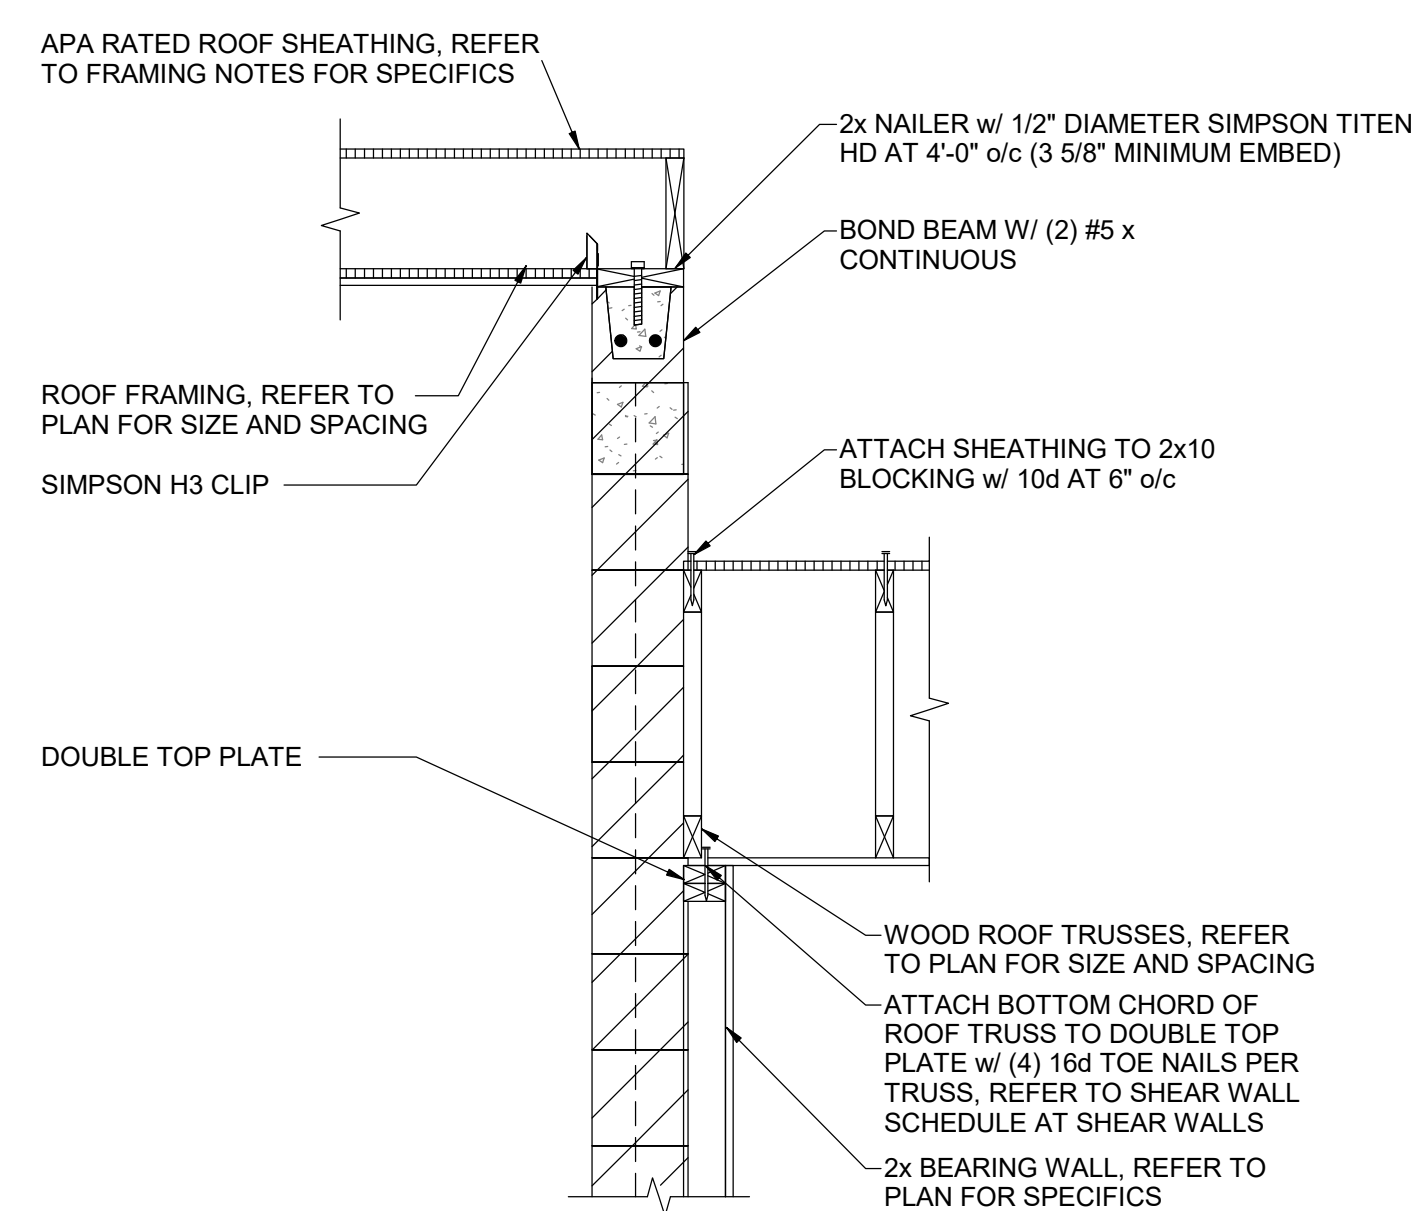 APA RATED ROOF SHEATHING, REFER
TO FRAMING NOTES FOR SPECIFICS
2x NAILER w/ 1/2" DIAMETER SIMPSON TITEN
HD AT 4'-0" o/c (3 5/8" MINIMUM EMBED)
BOND BEAM W/ (2) #5 x
CONTINUOUS
ROOF FRAMING, REFER TO
PLAN FOR SIZE AND SPACING
SIMPSON H3 CLIP
ATTACH SHEATHING TO 2x10
BLOCKING w/ 10d AT 6" o/c
DOUBLE TOP PLATE
WOOD ROOF TRUSSES, REFER
TO PLAN FOR SIZE AND SPACING
ATTACH BOTTOM CHORD OF
ROOF TRUSS TO DOUBLE TOP
PLATE w/ (4) 16d TOE NAILS PER
TRUSS, REFER TO SHEAR WALL
SCHEDULE AT SHEAR WALLS
2x BEARING WALL, REFER TO
PLAN FOR SPECIFICS